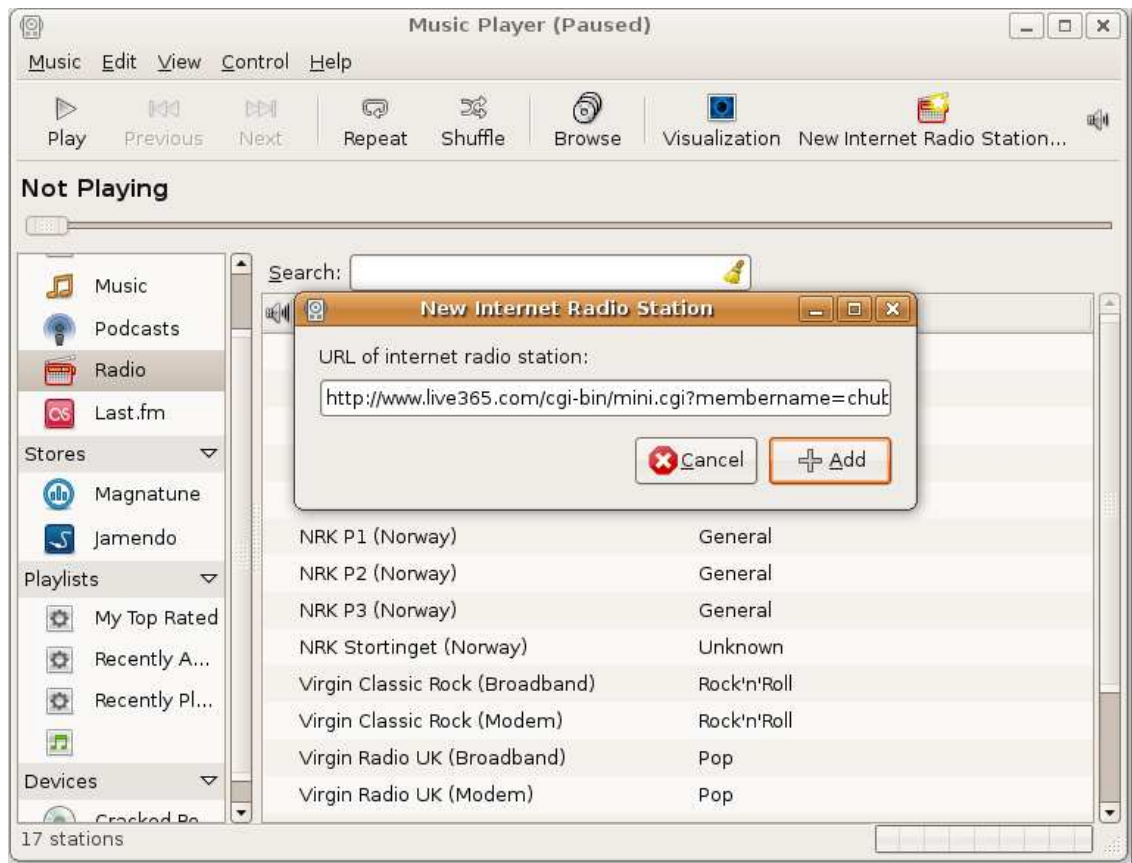 Music Player (Paused)
Music Edit View Control Help
Play Previous Next Repeat Shuffle Browse Visualization New Internet Radio Station...
Not Playing
Search:
Music
Podcasts
Radio
Last.fm
Stores
Magnatune
Jamendo
Playlists
My Top Rated
Recently A...
Recently Pl...
Devices
New Internet Radio Station
URL of internet radio station:
http://www.live365.com/cgi-bin/mini.cgi?membername=chub
Cancel Add
NRK P1 (Norway) General
NRK P2 (Norway) General
NRK P3 (Norway) General
NRK Stortinget (Norway) Unknown
Virgin Classic Rock (Broadband) Rock'n'Roll
Virgin Classic Rock (Modem) Rock'n'Roll
Virgin Radio UK (Broadband) Pop
Virgin Radio UK (Modem) Pop
17 stations